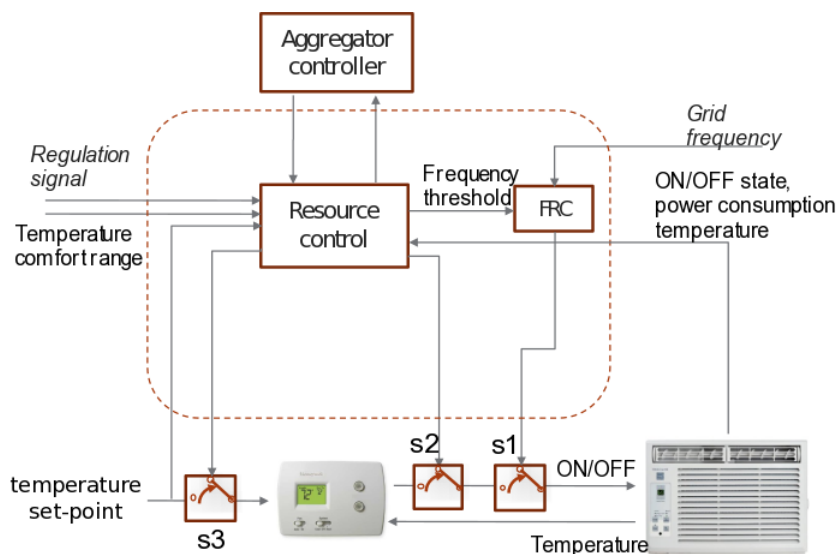 Aggregator
controller
Grid
frequency
Regulation
signal
Frequency
threshold
ON/OFF state,
power consumption
temperature
Resource
control
FRC
Temperature
comfort range
s2
s1
ON/OFF
temperature
set-point
s3
Temperature